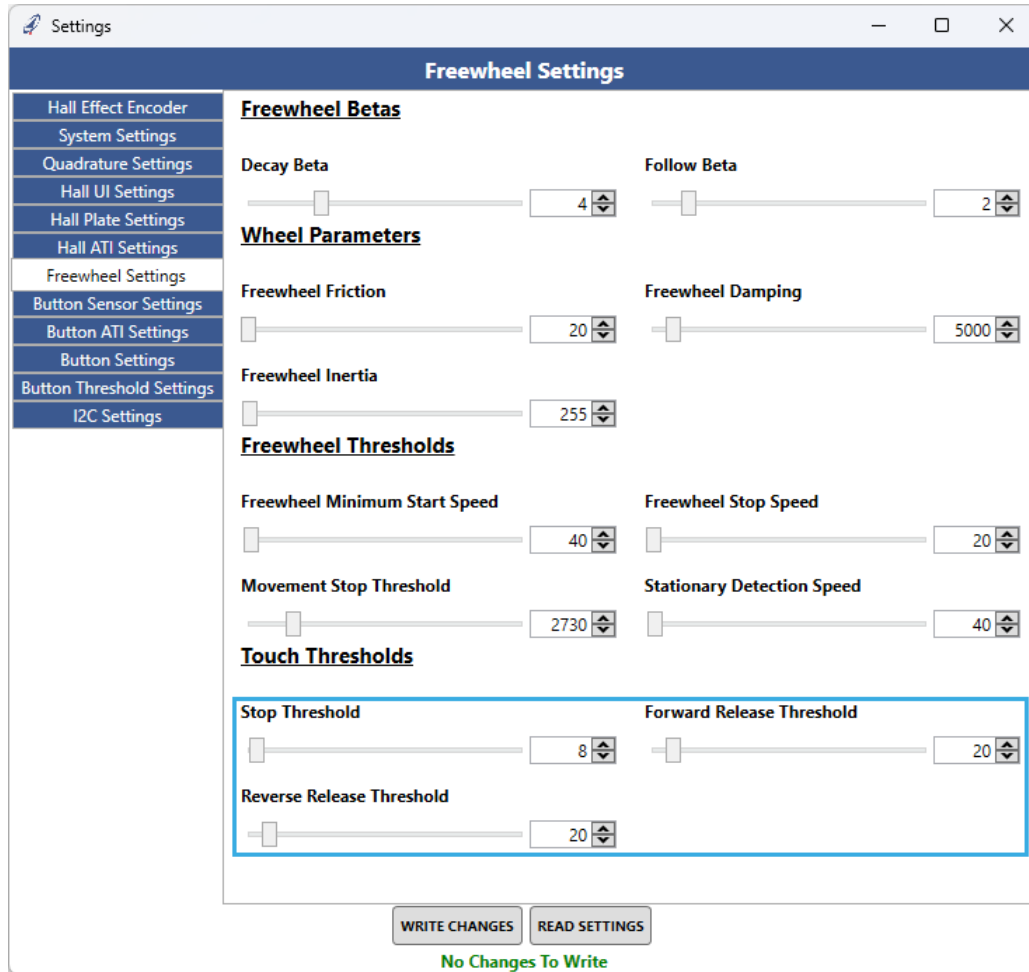 Settings
Freewheel Settings
Hall Effect Encoder
System Settings
Quadrature Settings
Hall UI Settings
Hall Plate Settings
Hall ATI Settings
Freewheel Settings
Button Sensor Settings
Button ATI Settings
Button Settings
Button Threshold Settings
I2C Settings
Freewheel Betas
Decay Beta Follow Beta
4 2
Wheel Parameters
Freewheel Friction Freewheel Damping
20 5000
Freewheel Inertia
255
Freewheel Thresholds
Freewheel Minimum Start Speed Freewheel Stop Speed
40 20
Movement Stop Threshold Stationary Detection Speed
2730 40
Touch Thresholds
Stop Threshold Forward Release Threshold
8 20
Reverse Release Threshold
20
WRITE CHANGES READ SETTINGS
No Changes To Write